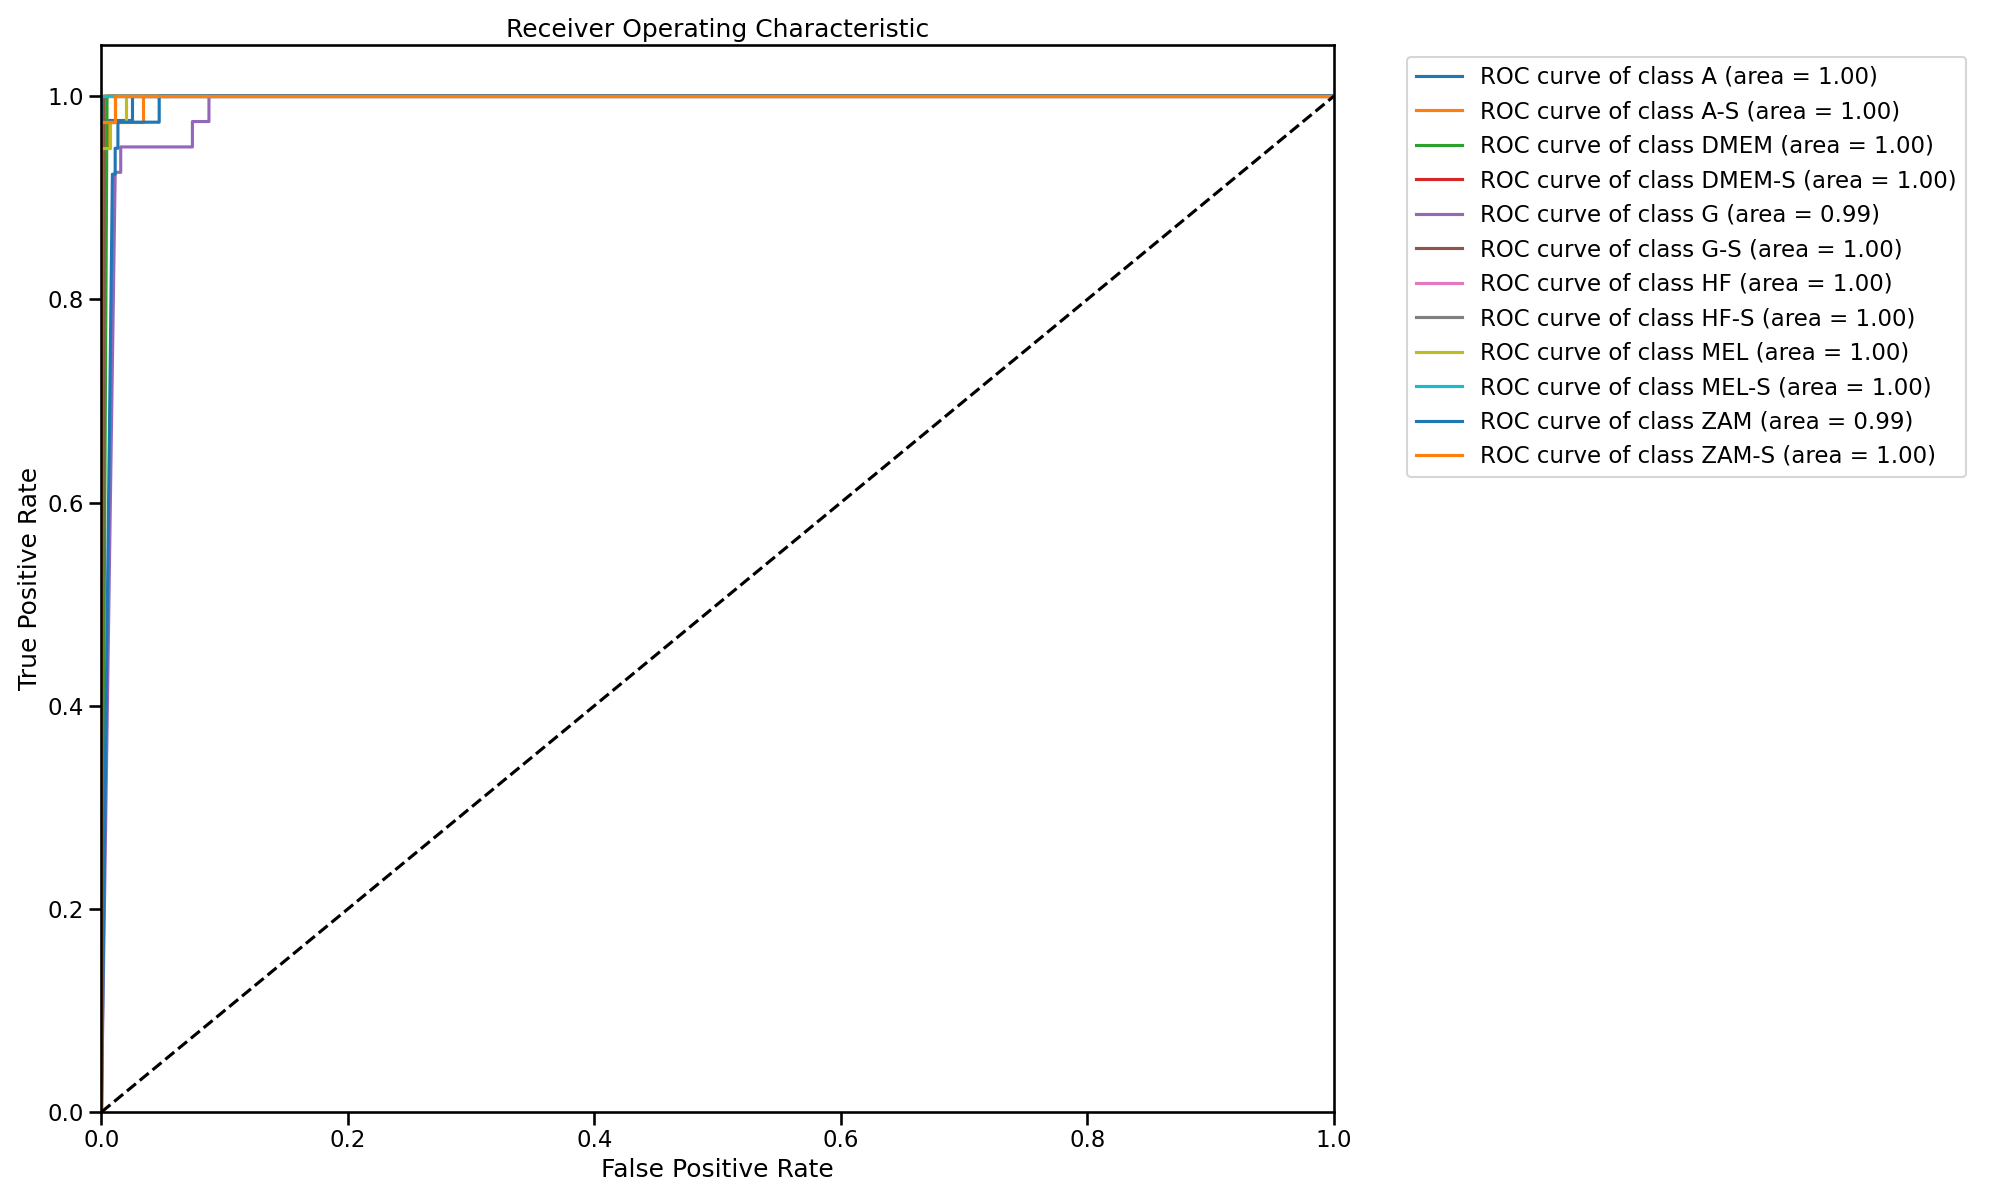 Receiver Operating Characteristic
1.0
0.8
0.6
0.4
0.2
0.0
True Positive Rate
0.0 0.2 0.4 0.6 0.8 1.0
False Positive Rate
ROC curve of class A (area = 1.00)
ROC curve of class A-S (area = 1.00)
ROC curve of class DMEM (area = 1.00)
ROC curve of class DMEM-S (area = 1.00)
ROC curve of class G (area = 0.99)
ROC curve of class G-S (area = 1.00)
ROC curve of class HF (area = 1.00)
ROC curve of class HF-S (area = 1.00)
ROC curve of class MEL (area = 1.00)
ROC curve of class MEL-S (area = 1.00)
ROC curve of class ZAM (area = 0.99)
ROC curve of class ZAM-S (area = 1.00)